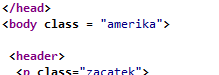 </head>
<body class = "amerika">
<header>
<p class="zacatek">